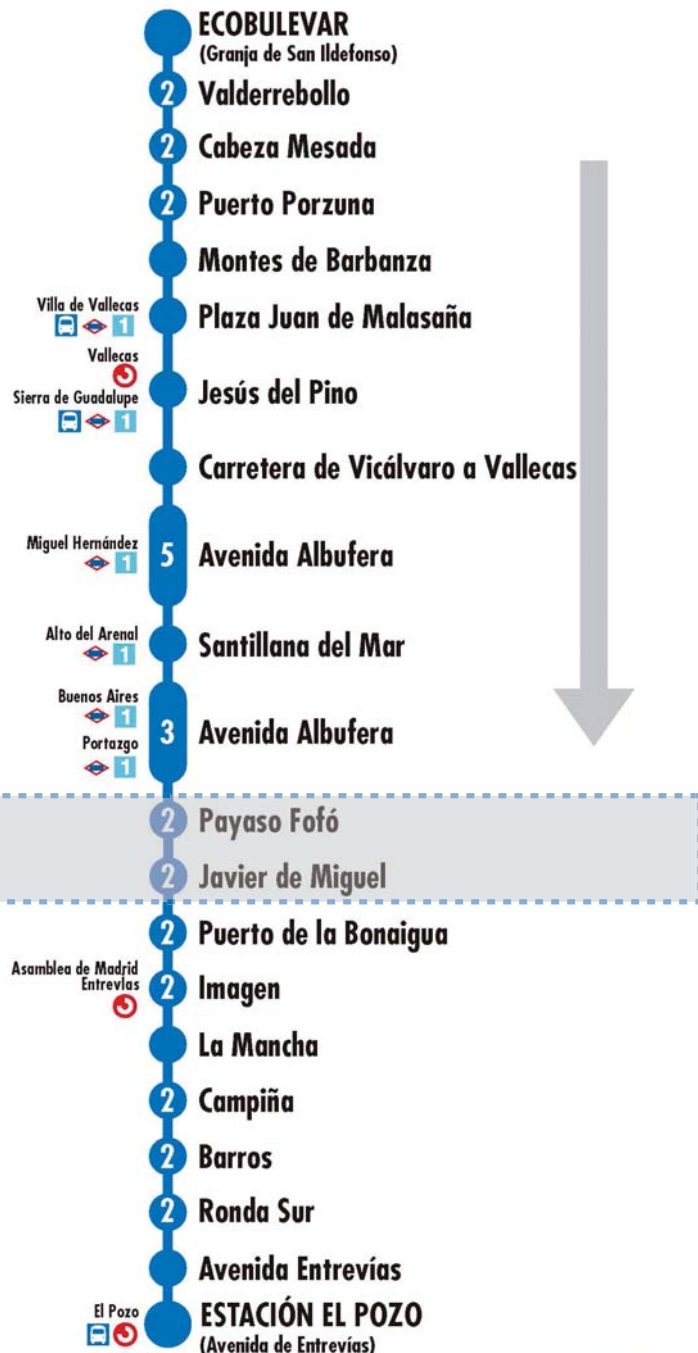 ECOBULEVAR
(Granja de San Ildefonso)
2 Valderrebollo
2 Cabeza Mesada
2 Puerto Porzuna
Montes de Barbanza
Villa de Vallecas
1
Plaza Juan de Malasaña
Vallecas
Sierra de Guadalupe
1
Jesús del Pino
Carretera de Vicálvaro a Vallecas
Miguel Hernández
1
5 Avenida Albufera
Alto del Arenal
1
Santillana del Mar
Buenos Aires
1
Portazgo
1
3 Avenida Albufera
2 Payaso Fofó
2 Javier de Miguel
2 Puerto de la Bonaigua
Asamblea de Madrid
Entrevías
2 Imagen
La Mancha
2 Campiña
2 Barros
2 Ronda Sur
Avenida Entrevías
El Pozo
ESTACIÓN EL POZO
(Avenida de Entrevías)